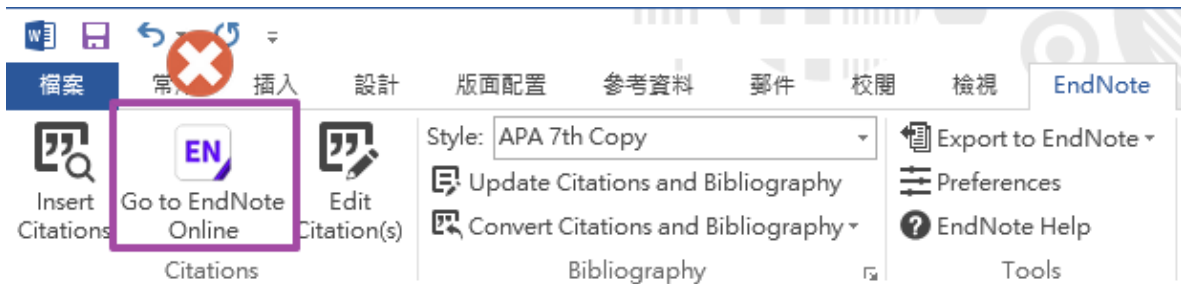 檔案 常用 插入 設計 版面配置 參考資料 郵件 校閱 檢視 EndNote
EN
Insert Citations
Go to EndNote Online
Edit Citation(s)
Citations
Style: APA 7th Copy
Update Citations and Bibliography
Convert Citations and Bibliography
Bibliography
Export to EndNote
Preferences
EndNote Help
Tools